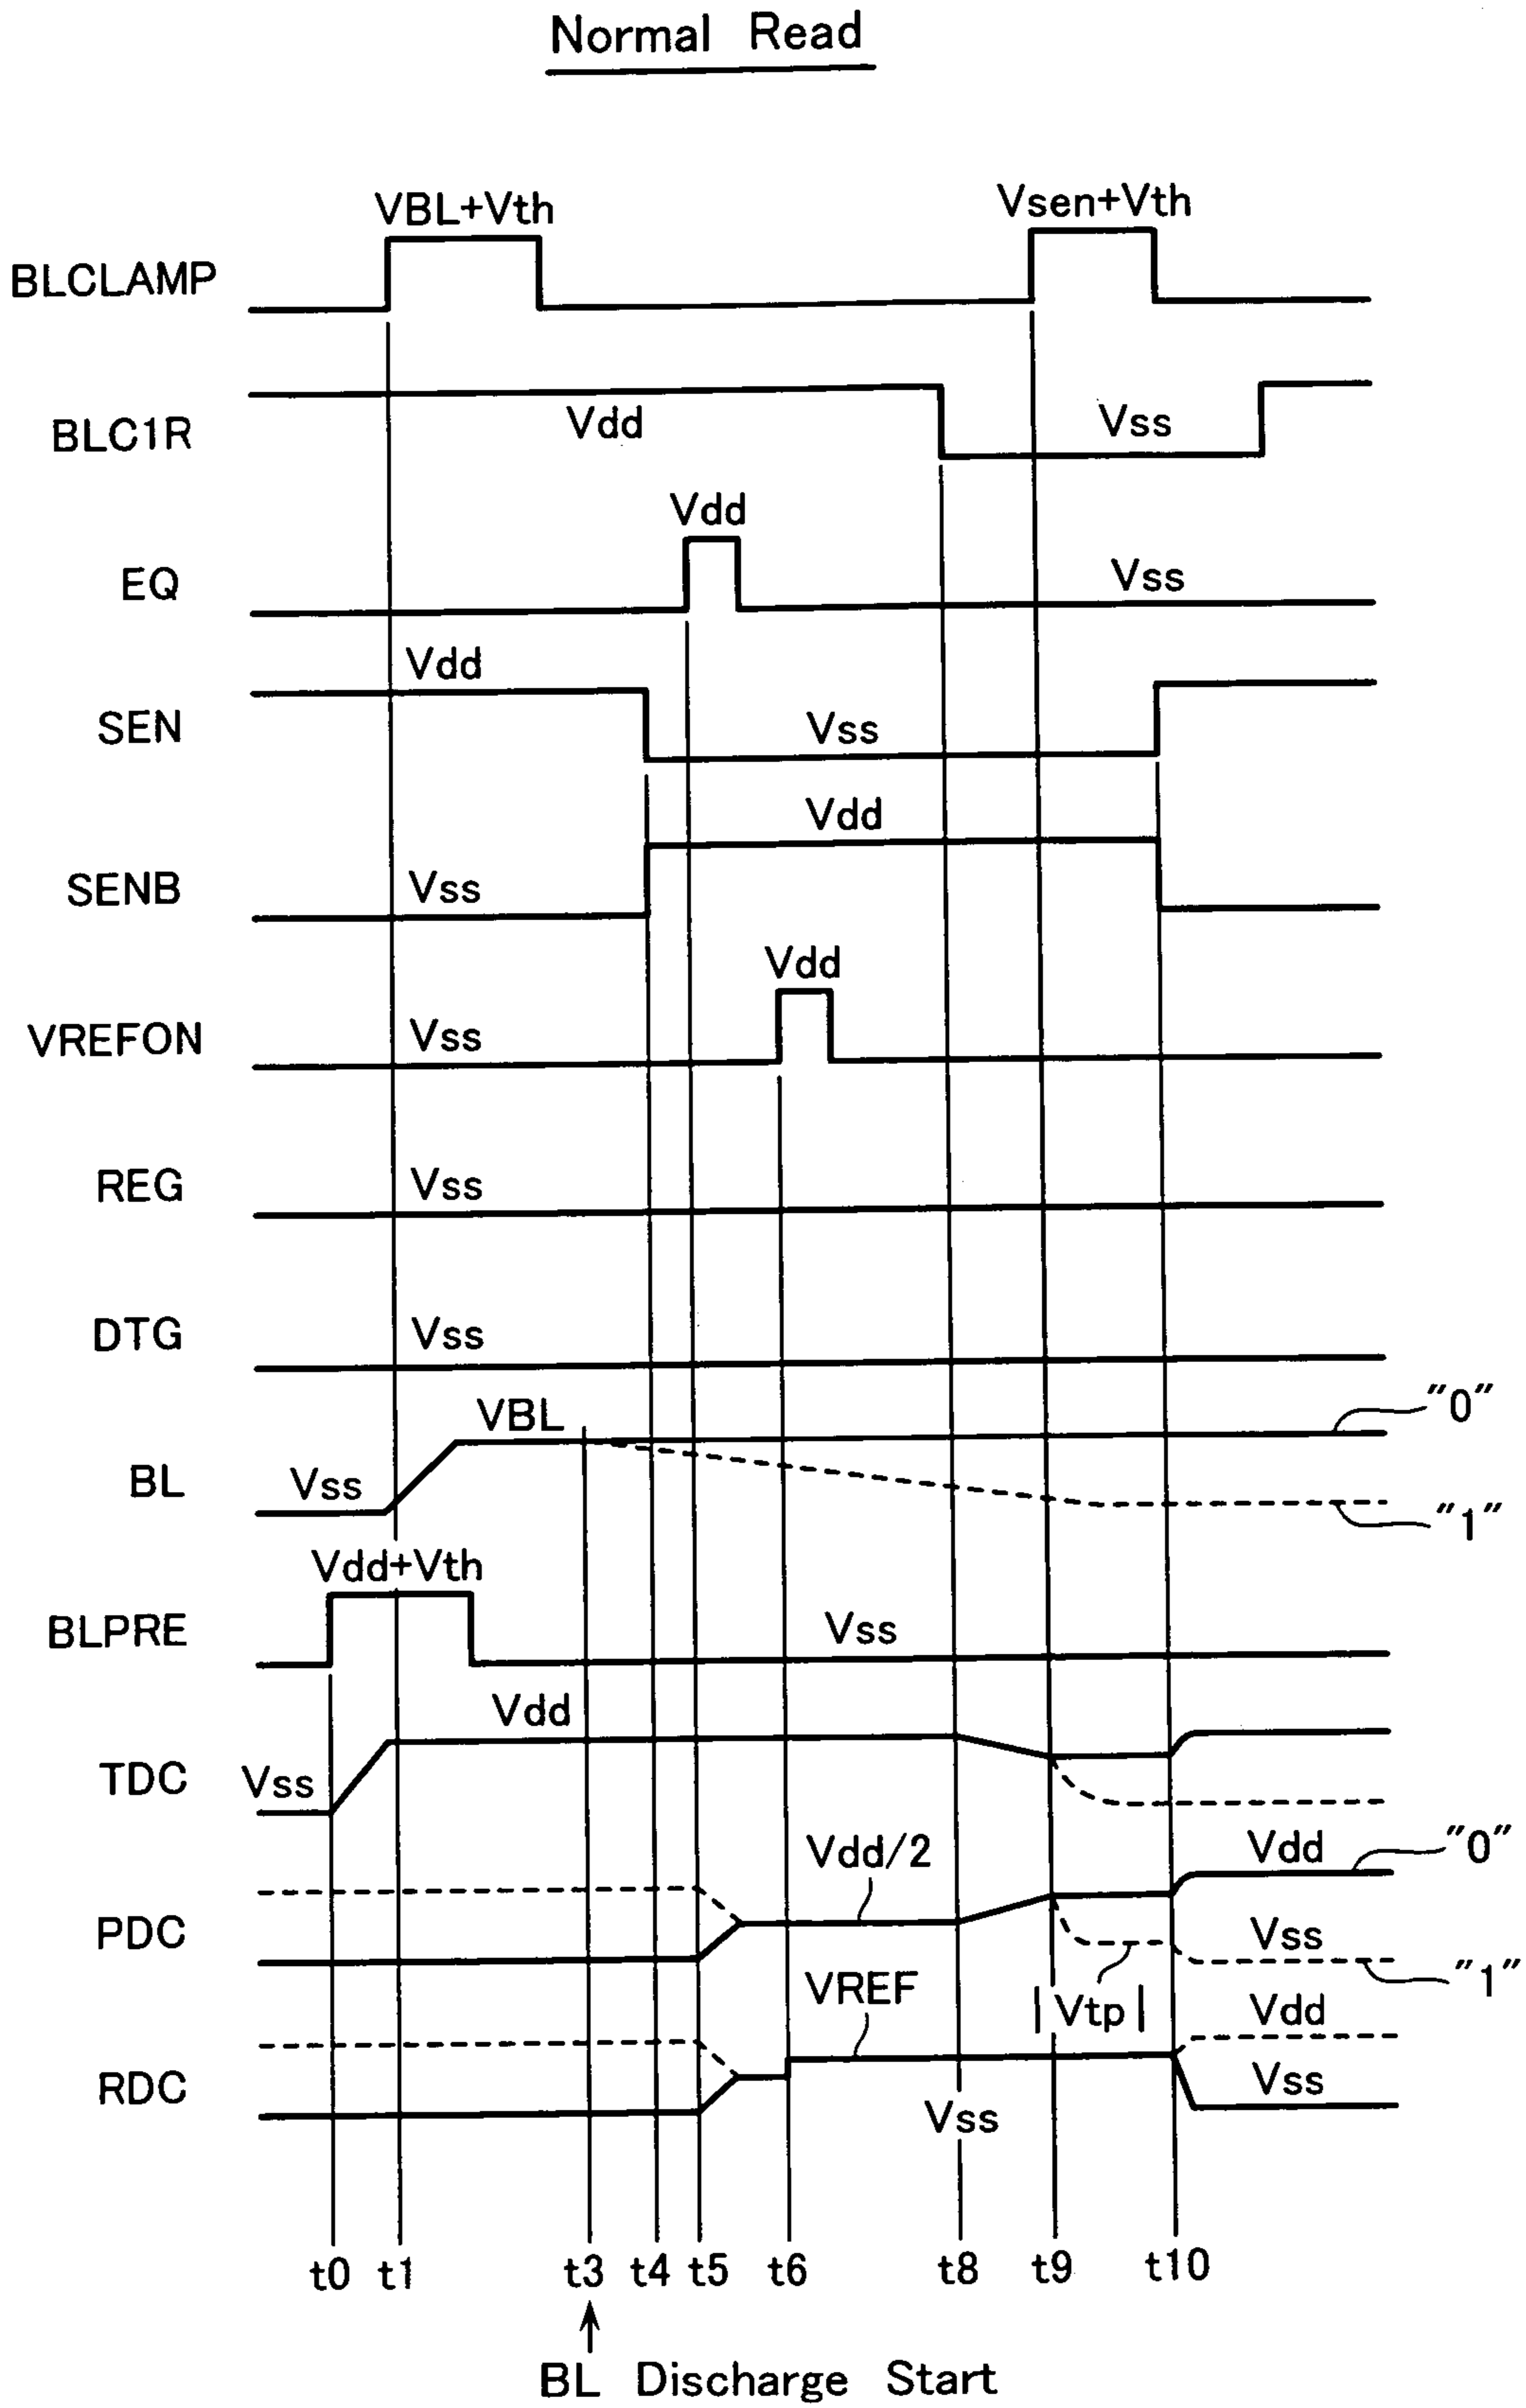 Normal Read
VBL+Vth
Vsen+Vth
BLCLAMP
BLC1R
Vdd
Vss
Vdd
EQ
Vss
Vdd
SEN
Vss
Vdd
SENB
Vss
Vdd
VREFON
Vss
REG
Vss
DTG
Vss
"0"
VBL
BL
Vss
"1"
Vdd+Vth
BLPRE
Vss
Vdd
TDC
Vss
Vdd/2
Vdd
"0"
PDC
Vss
"1"
VREF
|Vtp|
Vdd
RDC
Vss
Vss
t0 t1 t3 t4 t5 t6 t8 t9 t10
BL Discharge Start